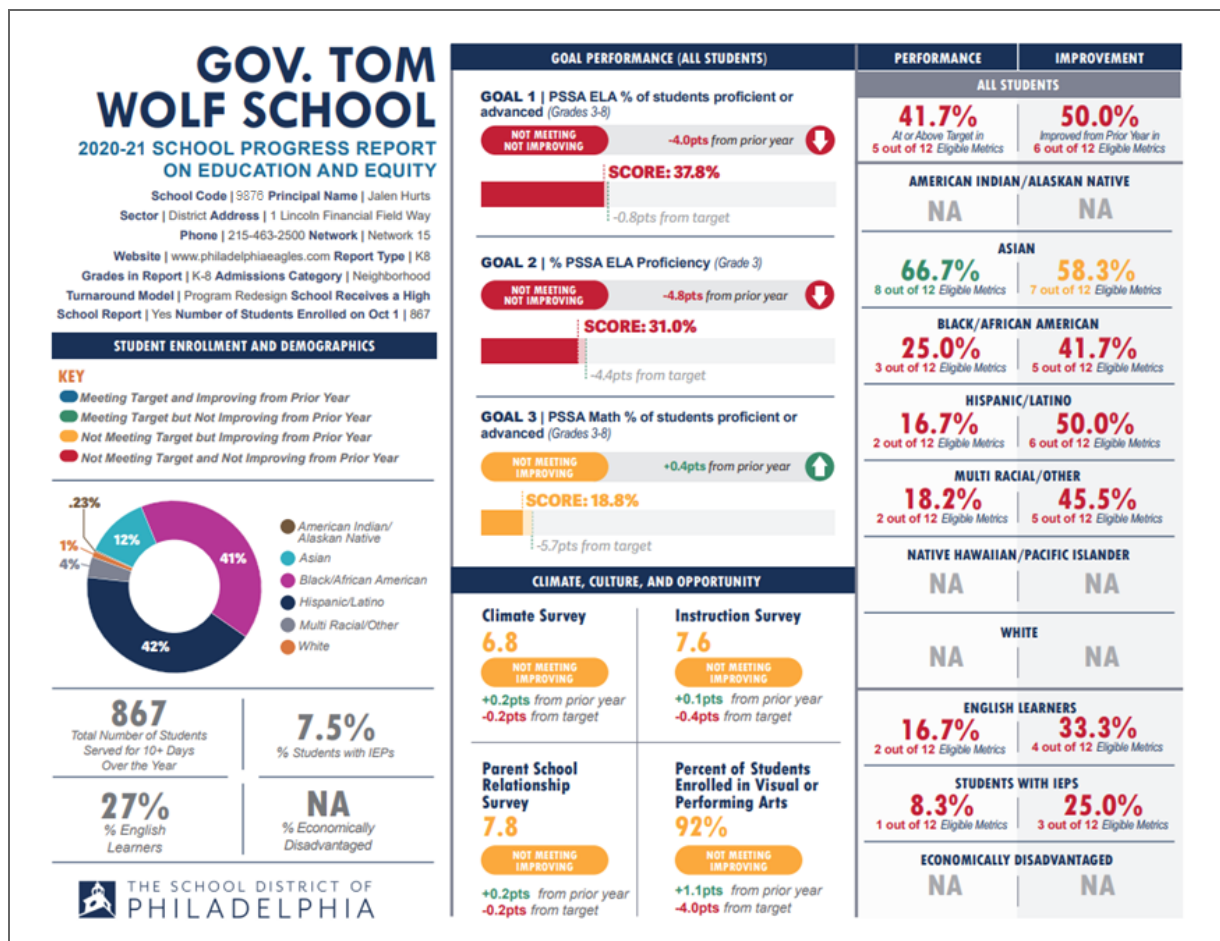 GOV. TOM
WOLF SCHOOL
2020-21 SCHOOL PROGRESS REPORT
ON EDUCATION AND EQUITY
School Code | 9876 Principal Name | Jalen Hurts
Sector | District Address | 1 Lincoln Financial Field Way
Phone | 215-463-2500 Network | Network 15
Website | www.philadelphiaeagles.com Report Type | K8
Grades in Report | K-8 Admissions Category | Neighborhood
Turnaround Model | Program Redesign School Receives a High
School Report | Yes Number of Students Enrolled on Oct 1 | 867
STUDENT ENROLLMENT AND DEMOGRAPHICS
KEY
Meeting Target and Improving from Prior Year
Meeting Target but Not Improving from Prior Year
Not Meeting Target but Improving from Prior Year
Not Meeting Target and Not Improving from Prior Year
.23%
12%
41%
1%
4%
42%
American Indian/
Alaskan Native
Asian
Black/African American
Hispanic/Latino
Multi Racial/Other
White
867
Total Number of Students
Served for 10+ Days
Over the Year
7.5%
% Students with IEPs
27%
% English
Learners
NA
% Economically
Disadvantaged
THE SCHOOL DISTRICT OF
PHILADELPHIA
GOAL PERFORMANCE (ALL STUDENTS)
GOAL 1 | PSSA ELA % of students proficient or
advanced (Grades 3-8)
NOT MEETING
NOT IMPROVING
-4.0pts from prior year
SCORE: 37.8%
-0.8pts from target
GOAL 2 | % PSSA ELA Proficiency (Grade 3)
NOT MEETING
NOT IMPROVING
-4.8pts from prior year
SCORE: 31.0%
-4.4pts from target
GOAL 3 | PSSA Math % of students proficient or
advanced (Grades 3-8)
NOT MEETING
IMPROVING
+0.4pts from prior year
SCORE: 18.8%
-5.7pts from target
CLIMATE, CULTURE, AND OPPORTUNITY
Climate Survey
6.8
NOT MEETING
IMPROVING
+0.2pts from prior year
-0.2pts from target
Instruction Survey
7.6
NOT MEETING
IMPROVING
+0.1pts from prior year
-0.4pts from target
Parent School
Relationship
Survey
7.8
NOT MEETING
IMPROVING
+0.2pts from prior year
-0.2pts from target
Percent of Students
Enrolled in Visual or
Performing Arts
92%
NOT MEETING
IMPROVING
+1.1pts from prior year
-4.0pts from target
PERFORMANCE IMPROVEMENT
ALL STUDENTS
41.7%
At or Above Target in
5 out of 12 Eligible Metrics
50.0%
Improved from Prior Year in
6 out of 12 Eligible Metrics
AMERICAN INDIAN/ALASKAN NATIVE
NA NA
ASIAN
66.7% 58.3%
8 out of 12 Eligible Metrics 7 out of 12 Eligible Metrics
BLACK/AFRICAN AMERICAN
25.0% 41.7%
3 out of 12 Eligible Metrics 5 out of 12 Eligible Metrics
HISPANIC/LATINO
16.7% 50.0%
2 out of 12 Eligible Metrics 6 out of 12 Eligible Metrics
MULTI RACIAL/OTHER
18.2% 45.5%
2 out of 12 Eligible Metrics 5 out of 12 Eligible Metrics
NATIVE HAWAIIAN/PACIFIC ISLANDER
NA NA
WHITE
NA NA
ENGLISH LEARNERS
16.7% 33.3%
2 out of 12 Eligible Metrics 4 out of 12 Eligible Metrics
STUDENTS WITH IEPS
8.3% 25.0%
1 out of 12 Eligible Metrics 3 out of 12 Eligible Metrics
ECONOMICALLY DISADVANTAGED
NA NA